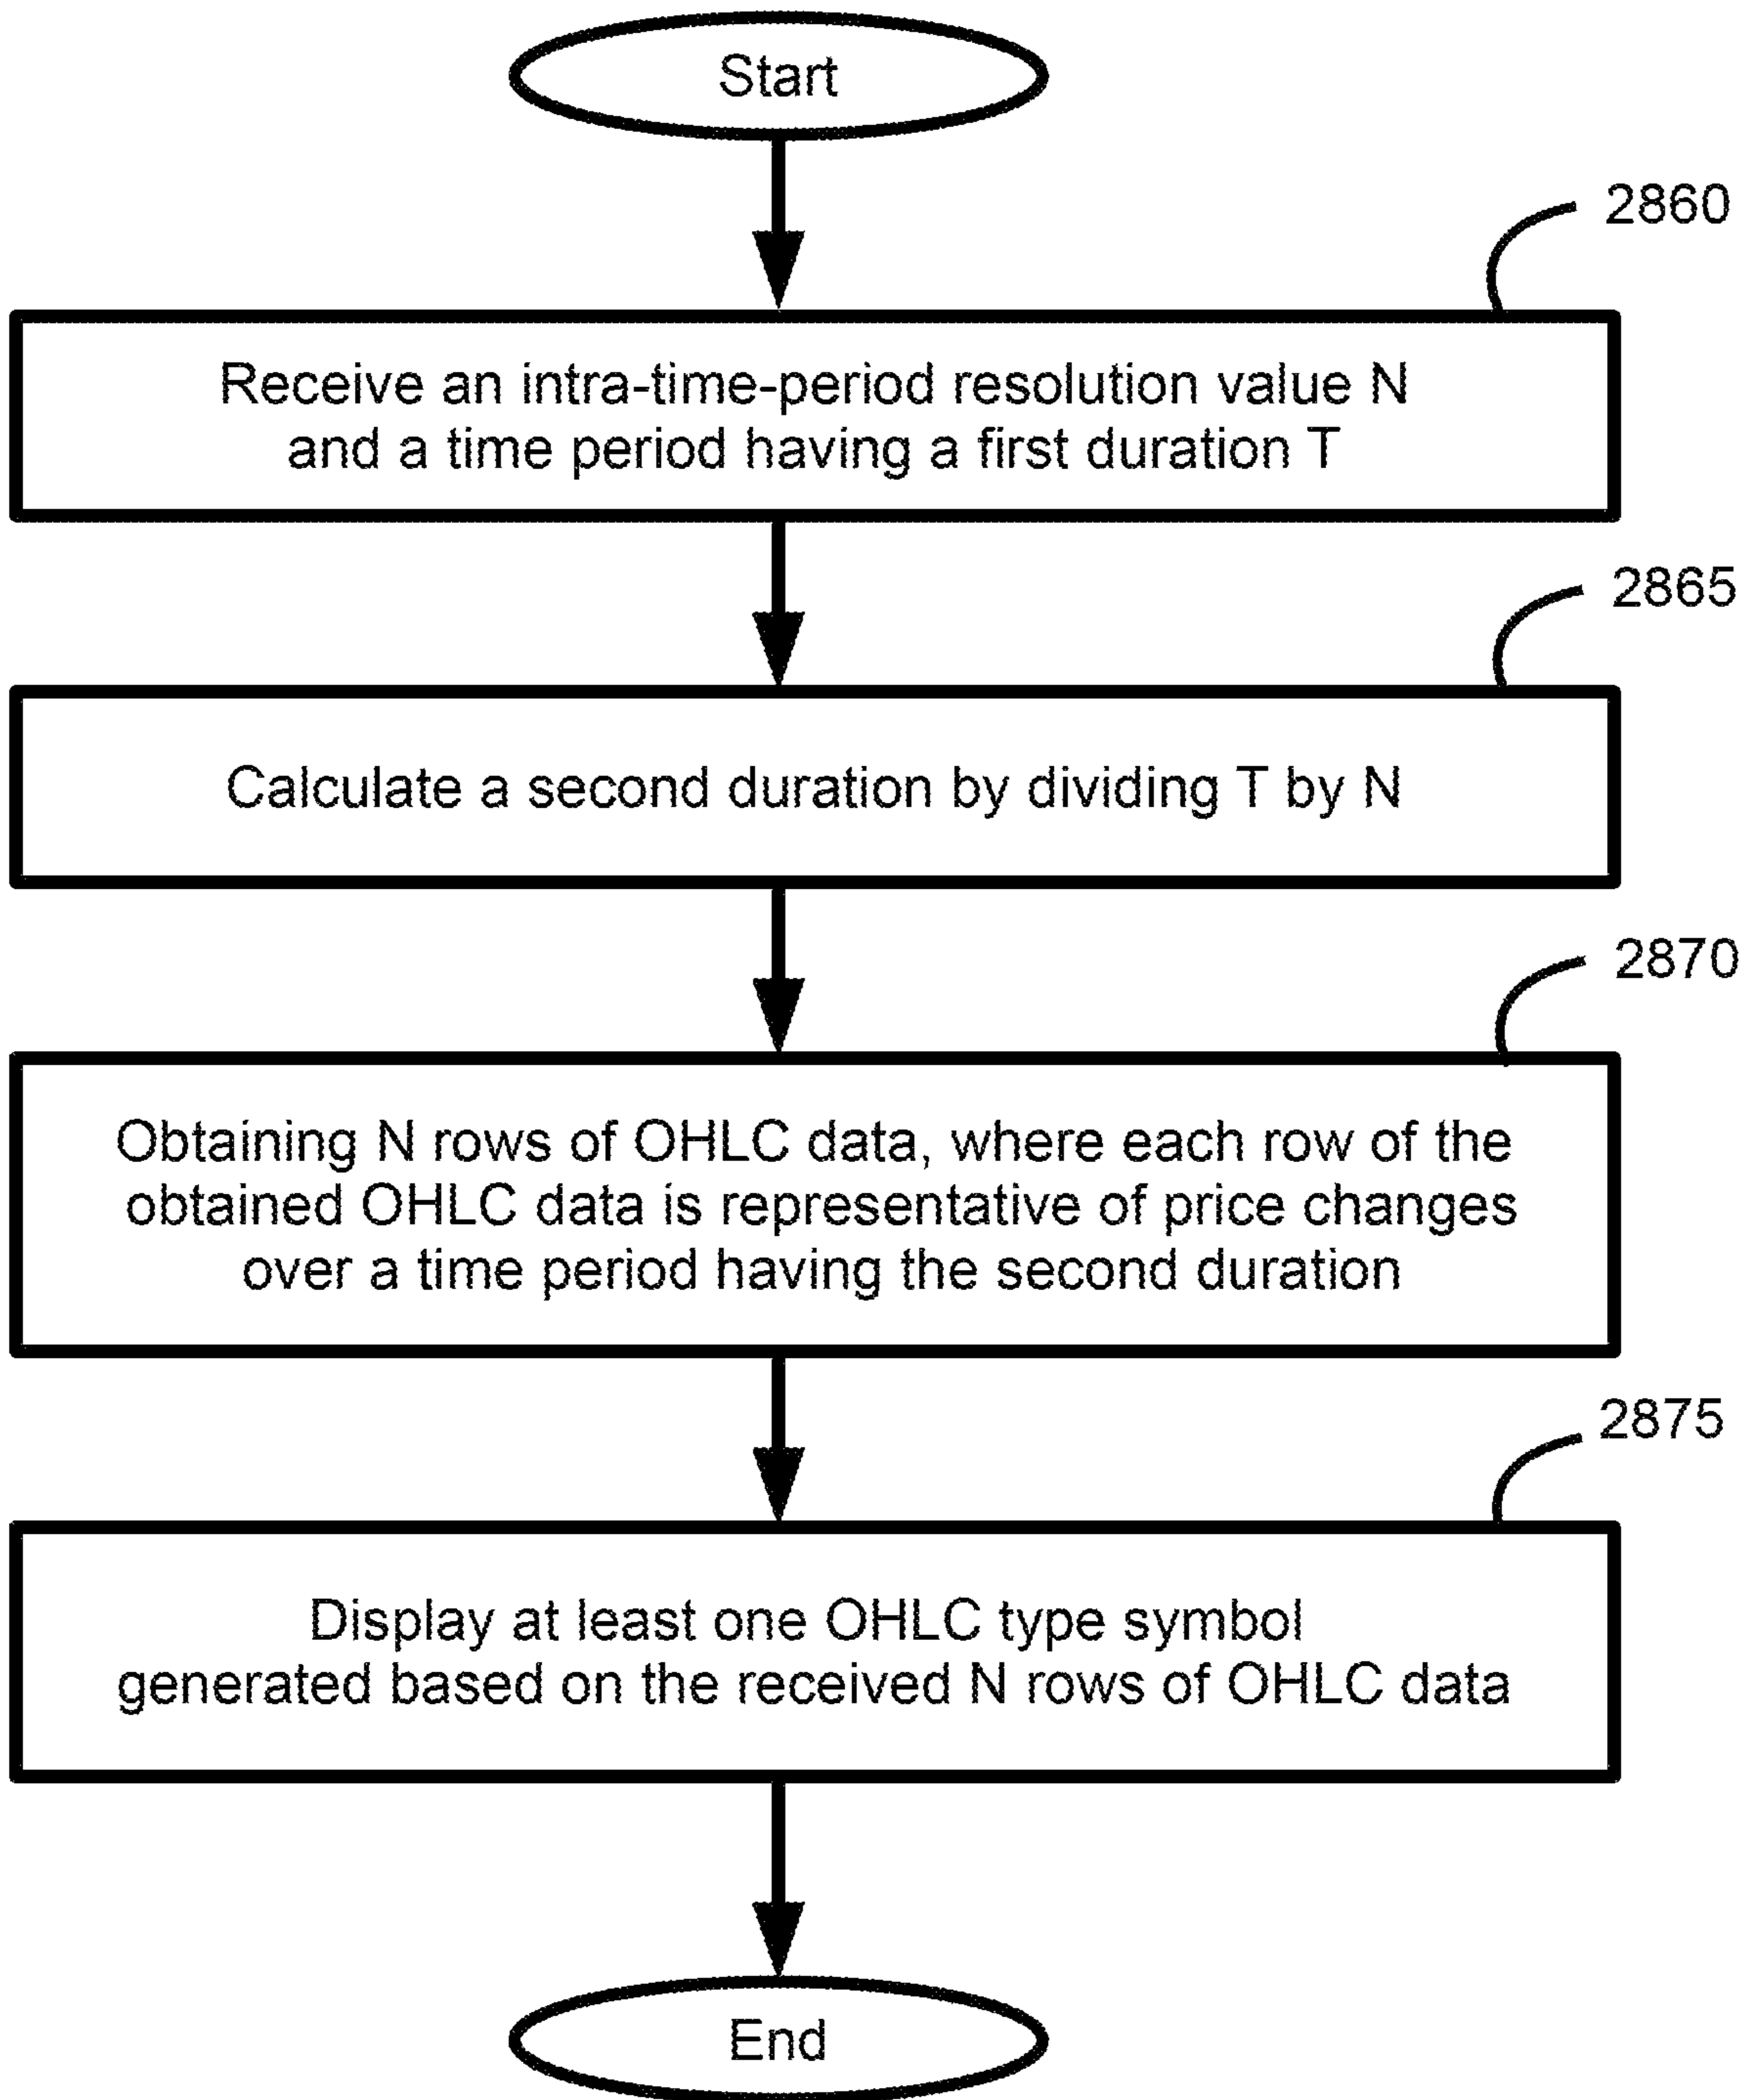 Start
2860
Receive an intra-time-period resolution value N
and a time period having a first duration T
2865
Calculate a second duration by dividing T by N
2870
Obtaining N rows of OHLC data, where each row of the
obtained OHLC data is representative of price changes
over a time period having the second duration
2875
Display at least one OHLC type symbol
generated based on the received N rows of OHLC data
End